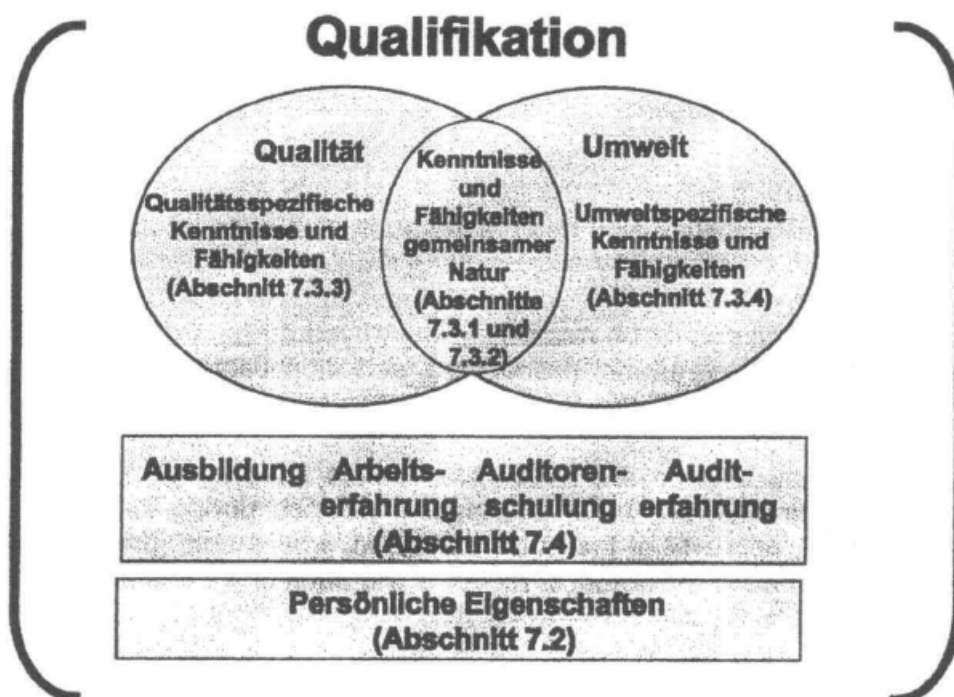 Qualifikation
Qualität
Qualitätsspezifische
Kenntnisse und
Fähigkeiten
(Abschnitt 7.3.3)
Kenntnisse
und
Fähigkeiten
gemeinsamer
Natur
(Abschnitte
7.3.1 und
7.3.2)
Umwelt
Umweltspezifische
Kenntnisse und
Fähigkeiten
(Abschnitt 7.3.4)
Ausbildung Arbeits- Auditoren- Audit-
erfahrung schulung erfahrung
(Abschnitt 7.4)
Persönliche Eigenschaften
(Abschnitt 7.2)